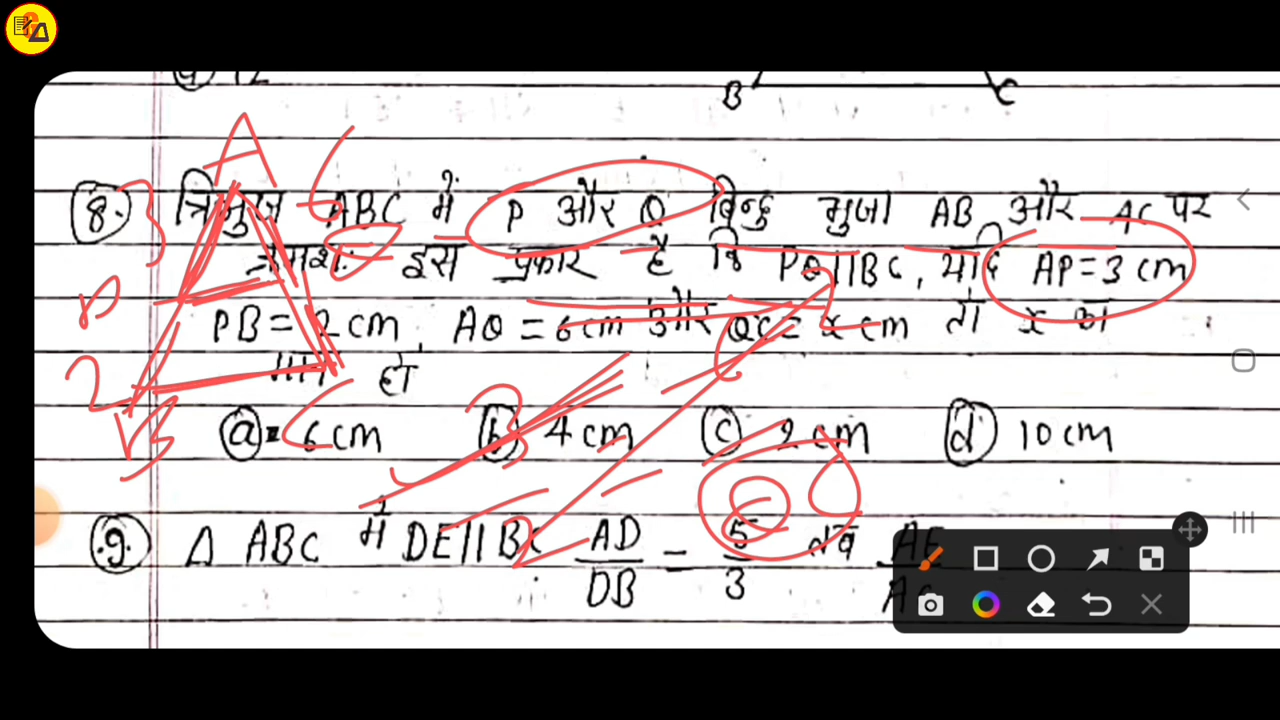 B C
8. त्रिभुज ABC में P और Q बिन्दु भुजा AB और AC पर
क्रमशः इस प्रकार है कि PQ||BC, यदि AP=3 cm
PB=2cm, AQ=6cm और QC=x cm तो x का
मान हो
(a) 6cm (b) 4cm (c) 2cm (d) 10cm
9. Δ ABC में DE||BC AD/DB = 5/3 तब